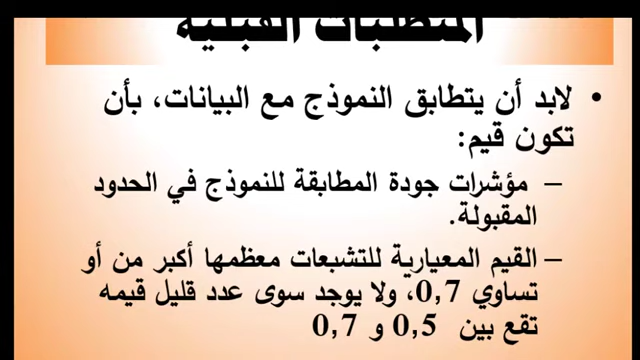 المتطلبات القبلية
• لابد أن يتطابق النموذج مع البيانات، بأن
تكون قيم:
– مؤشرات جودة المطابقة للنموذج في الحدود
المقبولة.
– القيم المعيارية للتشبعات معظمها أكبر من أو
تساوي 0,7، ولا يوجد سوى عدد قليل قيمه
تقع بين 0,5 و 0,7